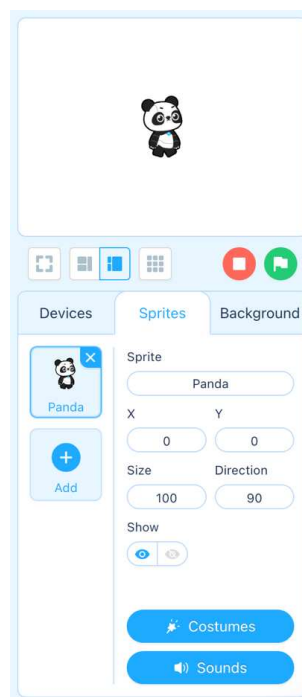 Devices
Sprites
Background
Panda
Add
Sprite
Panda
X
Y
0
0
Size
Direction
100
90
Show
Costumes
Sounds